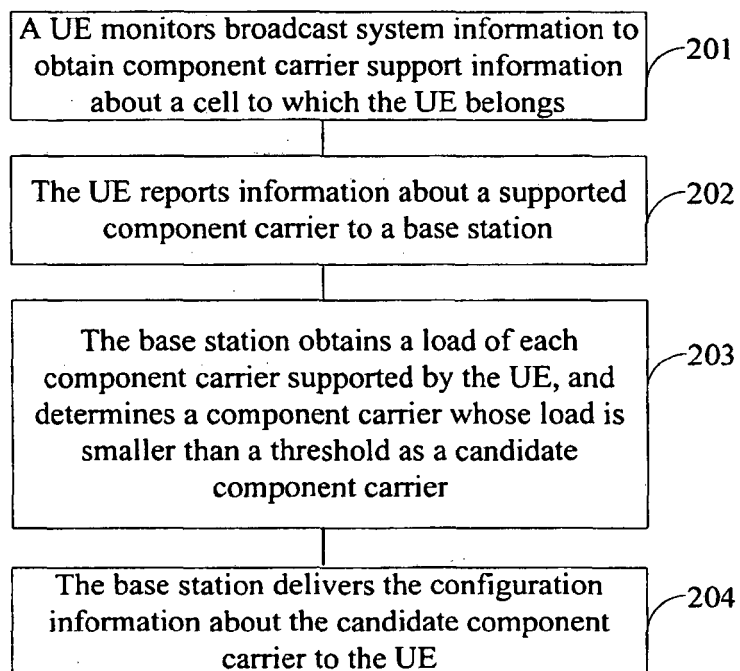 A UE monitors broadcast system information to
obtain component carrier support information
about a cell to which the UE belongs
201
The UE reports information about a supported
component carrier to a base station
202
The base station obtains a load of each
component carrier supported by the UE, and
determines a component carrier whose load is
smaller than a threshold as a candidate
component carrier
203
The base station delivers the configuration
information about the candidate component
carrier to the UE
204